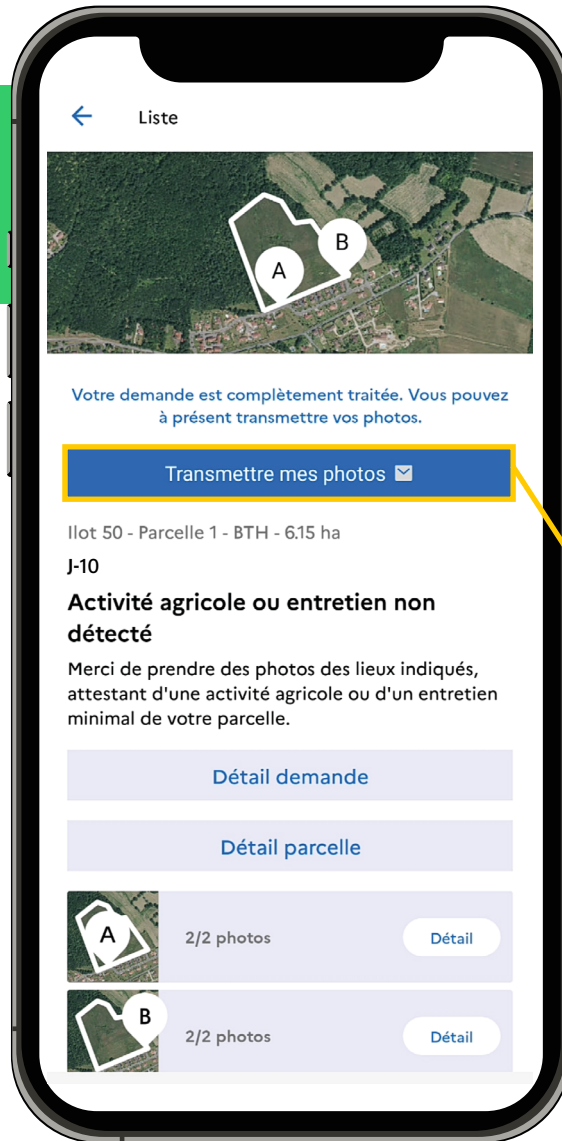 Liste
A
B
Votre demande est complètement traitée. Vous pouvez
à présent transmettre vos photos.
Transmettre mes photos
Ilot 50 - Parcelle 1 - BTH - 6.15 ha
J-10
Activité agricole ou entretien non
détecté
Merci de prendre des photos des lieux indiqués,
attestant d'une activité agricole ou d'un entretien
minimal de votre parcelle.
Détail demande
Détail parcelle
A 2/2 photos Détail
B 2/2 photos Détail